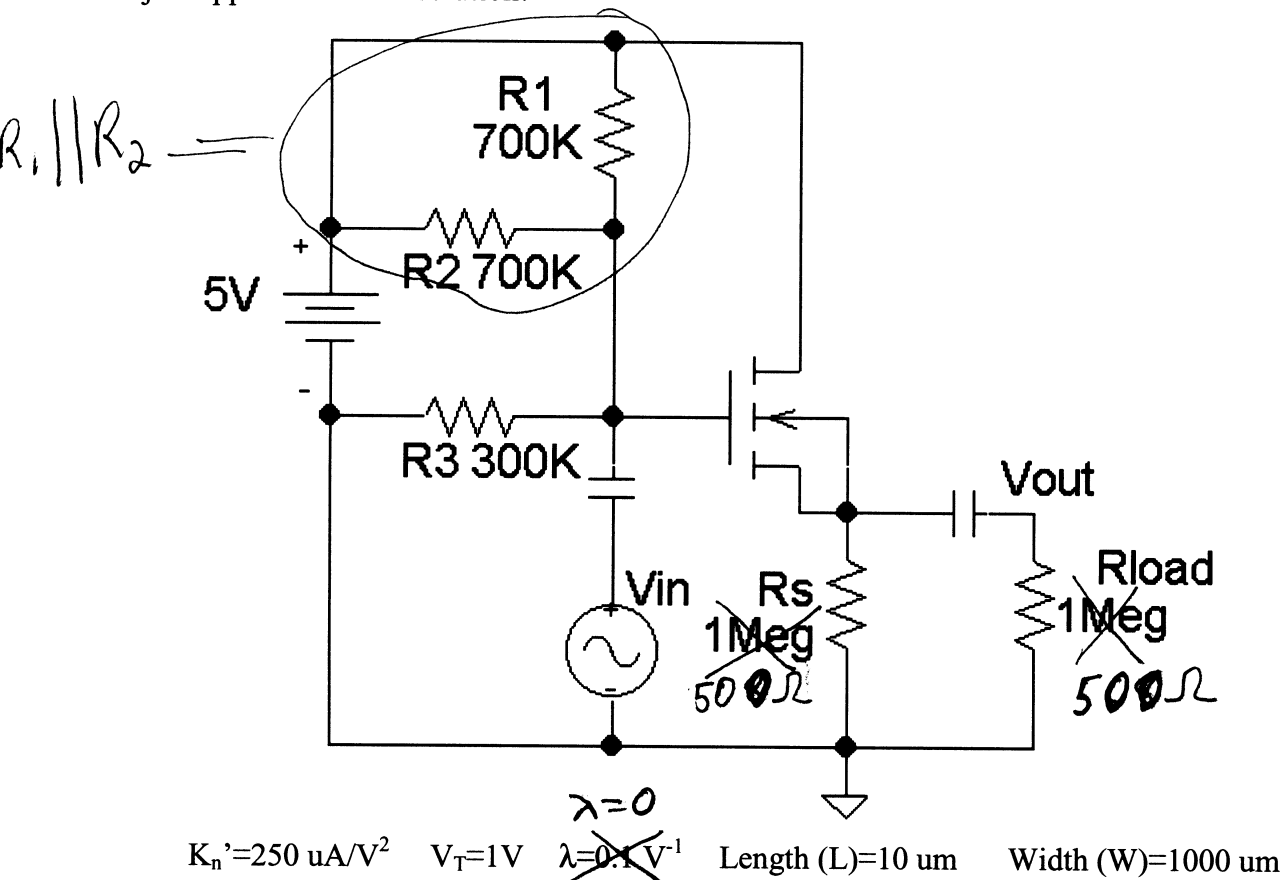 R1
700K
R₁||R₂ =
+
R2 700K
5V
-
R3 300K
Vout
Vin
Rs
1Meg
500Ω
Rload
1Meg
500Ω
λ=0
Kn'=250 uA/V² VT=1V λ=0.1 V⁻¹ Length (L)=10 um Width (W)=1000 um